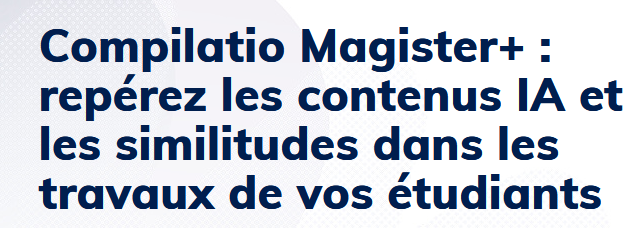 Compilatio Magister+ :
repérez les contenus IA et
les similitudes dans les
travaux de vos étudiants